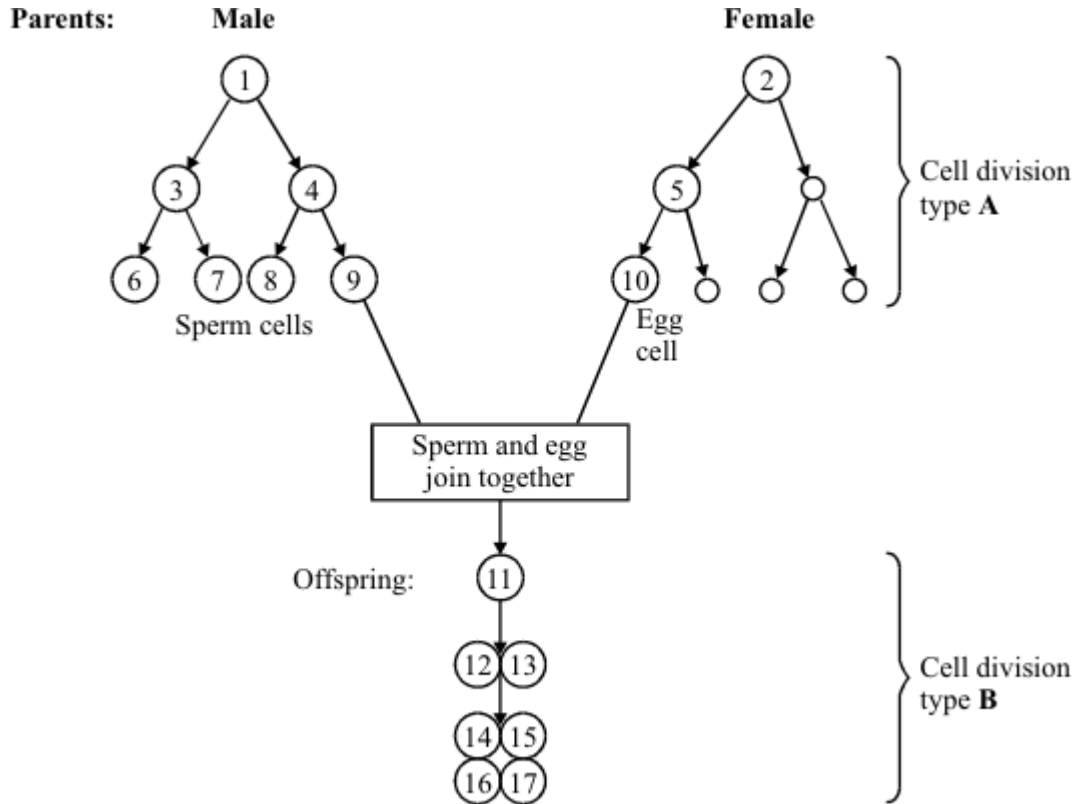 Parents: Male Female
1 2
3 4 5
Cell division
type A
6 7 8 9 10
Sperm cells
Egg
cell
Sperm and egg
join together
Offspring: 11
12 13
Cell division
type B
14 15
16 17